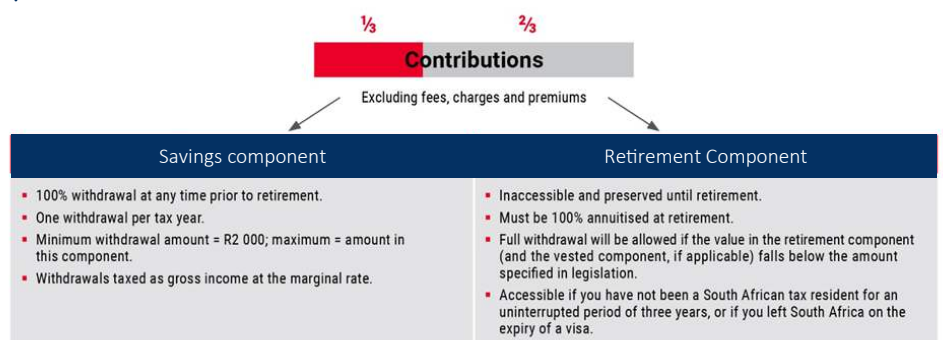 ⅓ ⅔
Contributions
Excluding fees, charges and premiums
Savings component
▪ 100% withdrawal at any time prior to retirement.
▪ One withdrawal per tax year.
▪ Minimum withdrawal amount = R2 000; maximum = amount in
this component.
▪ Withdrawals taxed as gross income at the marginal rate.
Retirement Component
▪ Inaccessible and preserved until retirement.
▪ Must be 100% annuitised at retirement.
▪ Full withdrawal will be allowed if the value in the retirement component
(and the vested component, if applicable) falls below the amount
specified in legislation.
▪ Accessible if you have not been a South African tax resident for an
uninterrupted period of three years, or if you left South Africa on the
expiry of a visa.